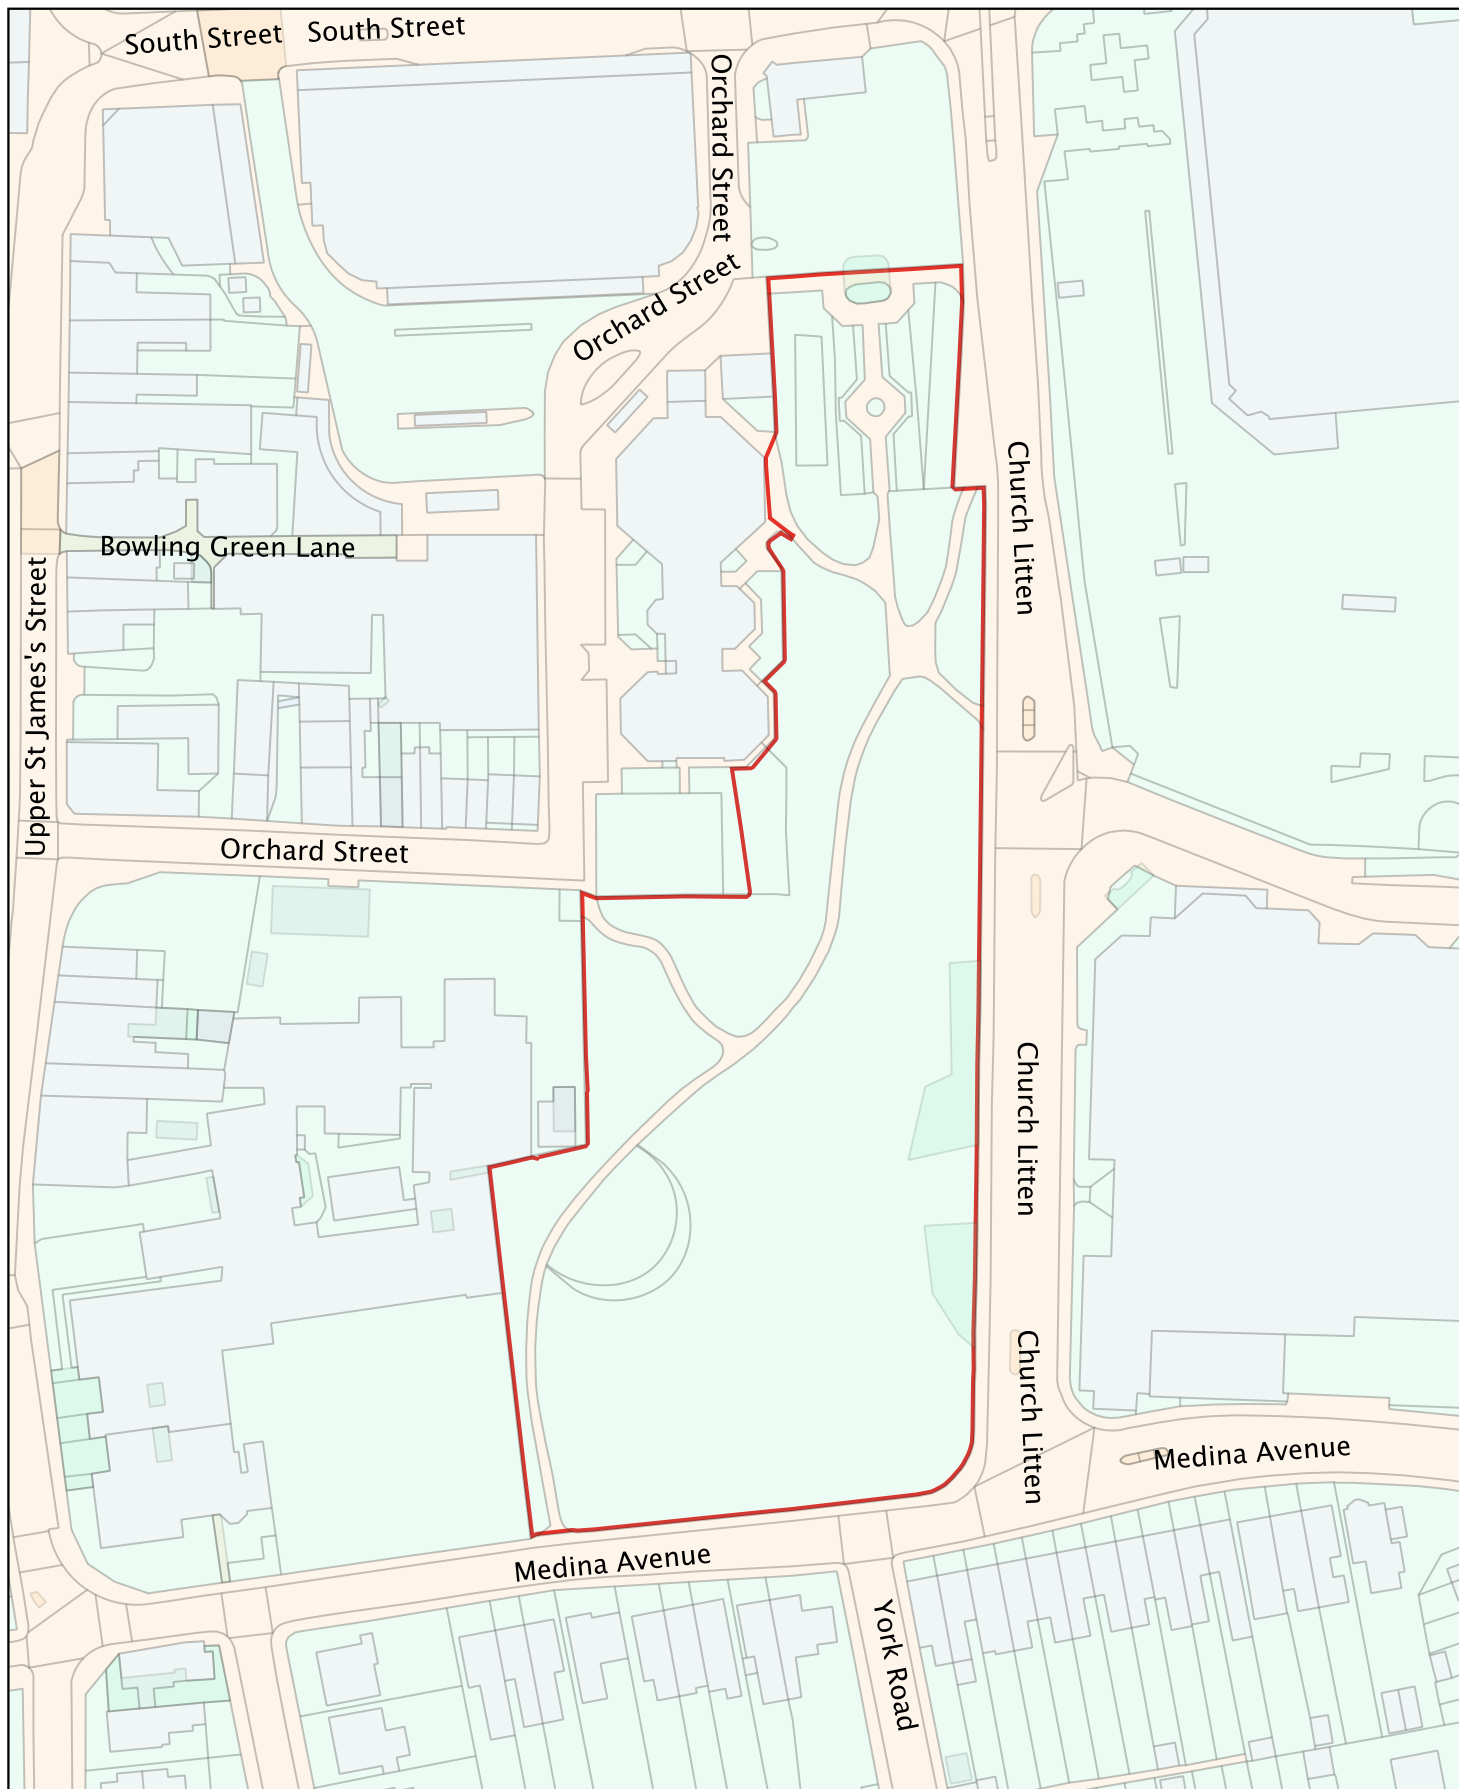 South Street
South Street
Orchard Street
Orchard Street
Church Litten
Bowling Green Lane
Upper St James's Street
Orchard Street
Church Litten
Church Litten
Medina Avenue
Medina Avenue
York Road